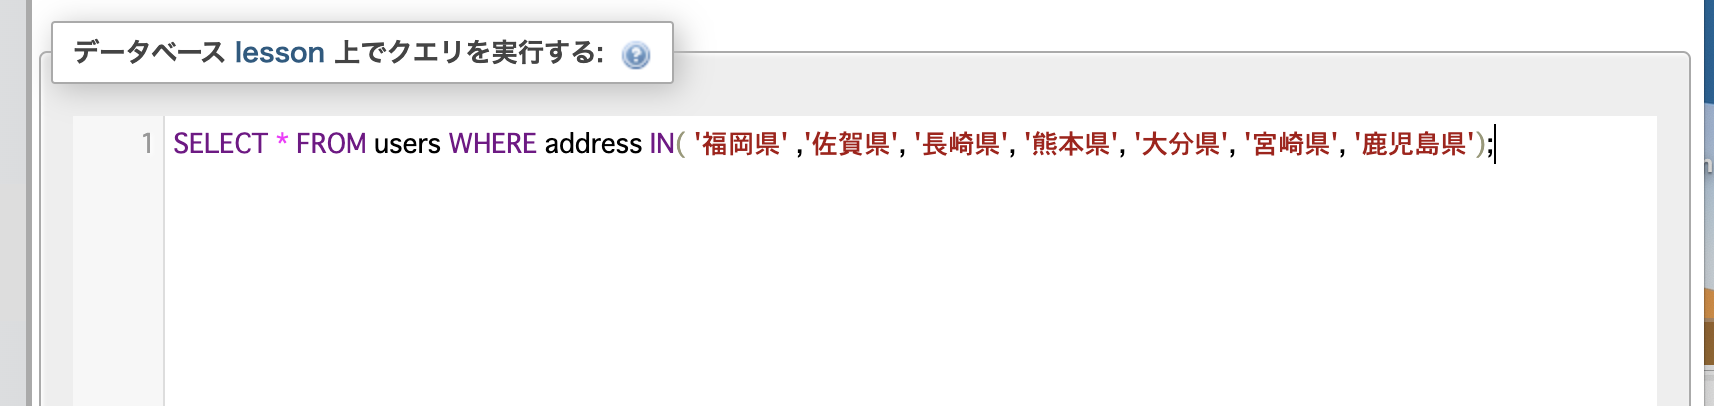 データベース lesson 上でクエリを実行する:
1 SELECT * FROM users WHERE address IN( '福岡県' ,'佐賀県', '長崎県', '熊本県', '大分県', '宮崎県', '鹿児島県');